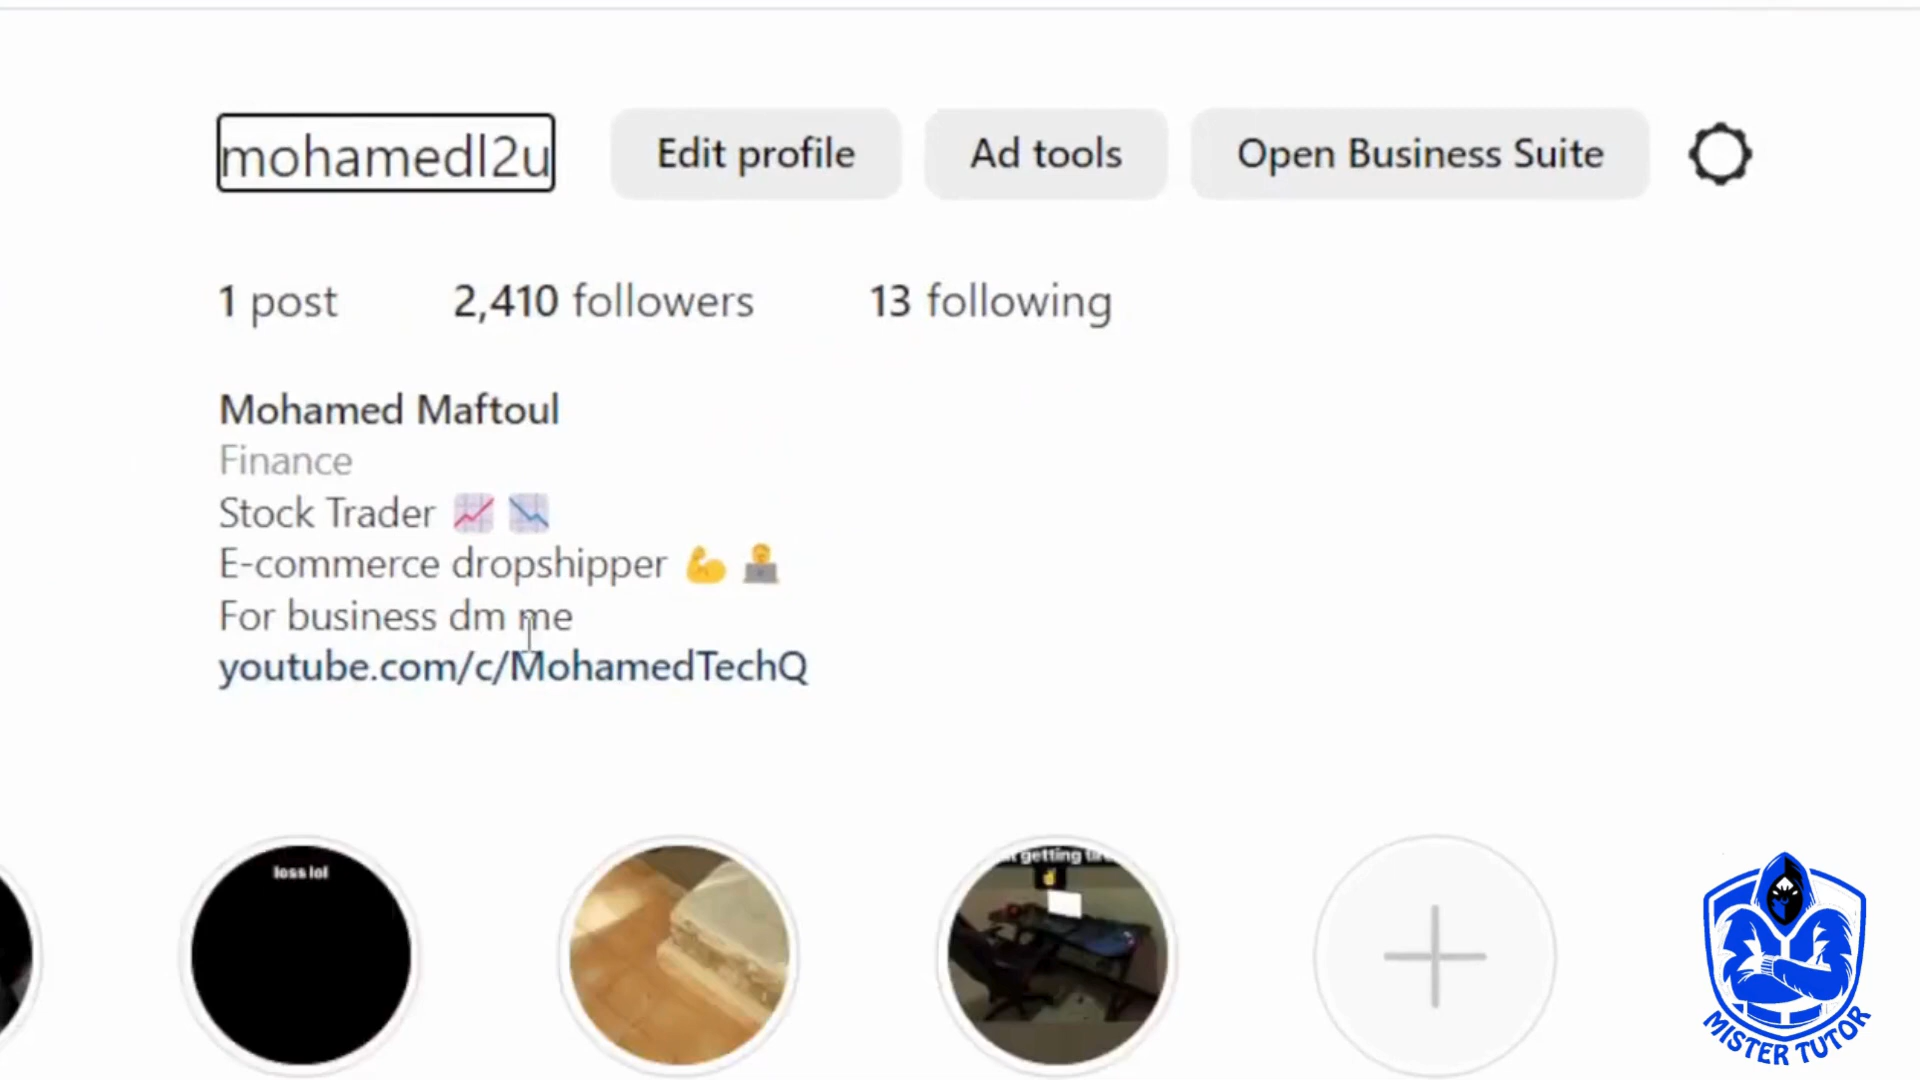 mohamedl2u Edit profile Ad tools Open Business Suite
1 post 2,410 followers 13 following
Mohamed Maftoul
Finance
Stock Trader
E-commerce dropshipper
For business dm me
youtube.com/c/MohamedTechQ
loss lol
getting
MISTER TUTOR